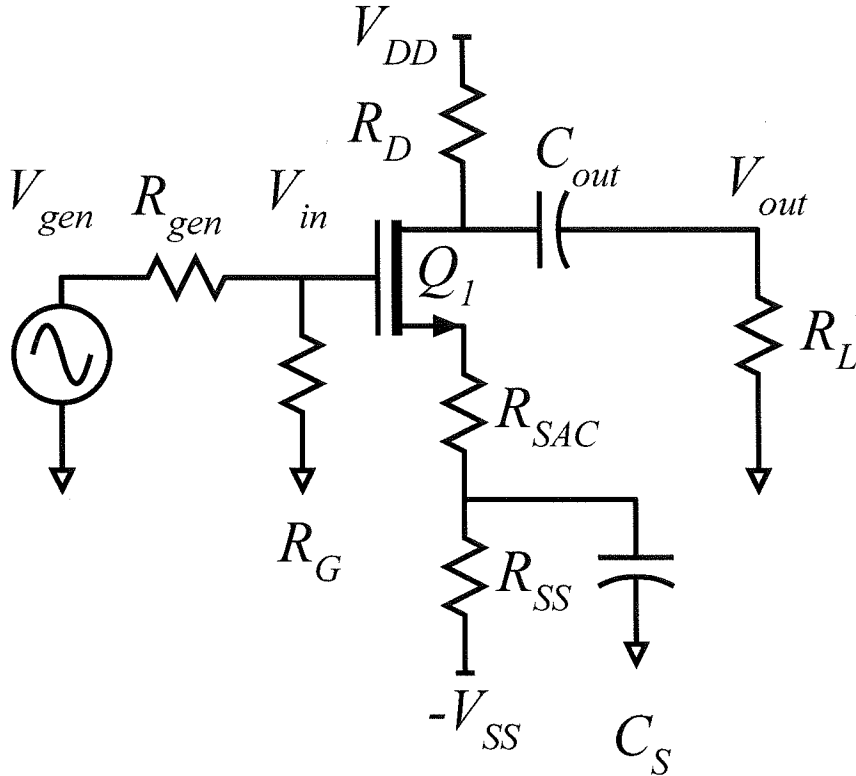 V_DD
R_D
C_out
V_gen
R_gen
V_in
V_out
Q_1
R_L
R_SAC
R_G
R_SS
-V_SS
C_S